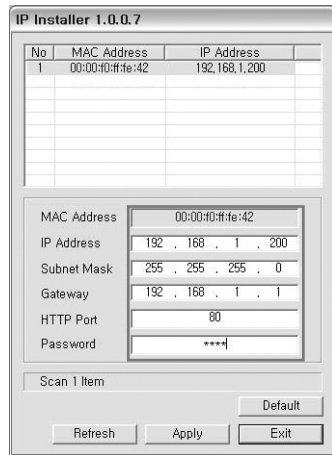 IP Installer 1.0.0.7
No MAC Address IP Address
1 00:00:f0:ff:fe:42 192,168,1,200
MAC Address 00:00:f0:ff:fe:42
IP Address 192 . 168 . 1 . 200
Subnet Mask 255 . 255 . 255 . 0
Gateway 192 . 168 . 1 . 1
HTTP Port 80
Password ****
Scan 1 Item
Default
Refresh Apply Exit